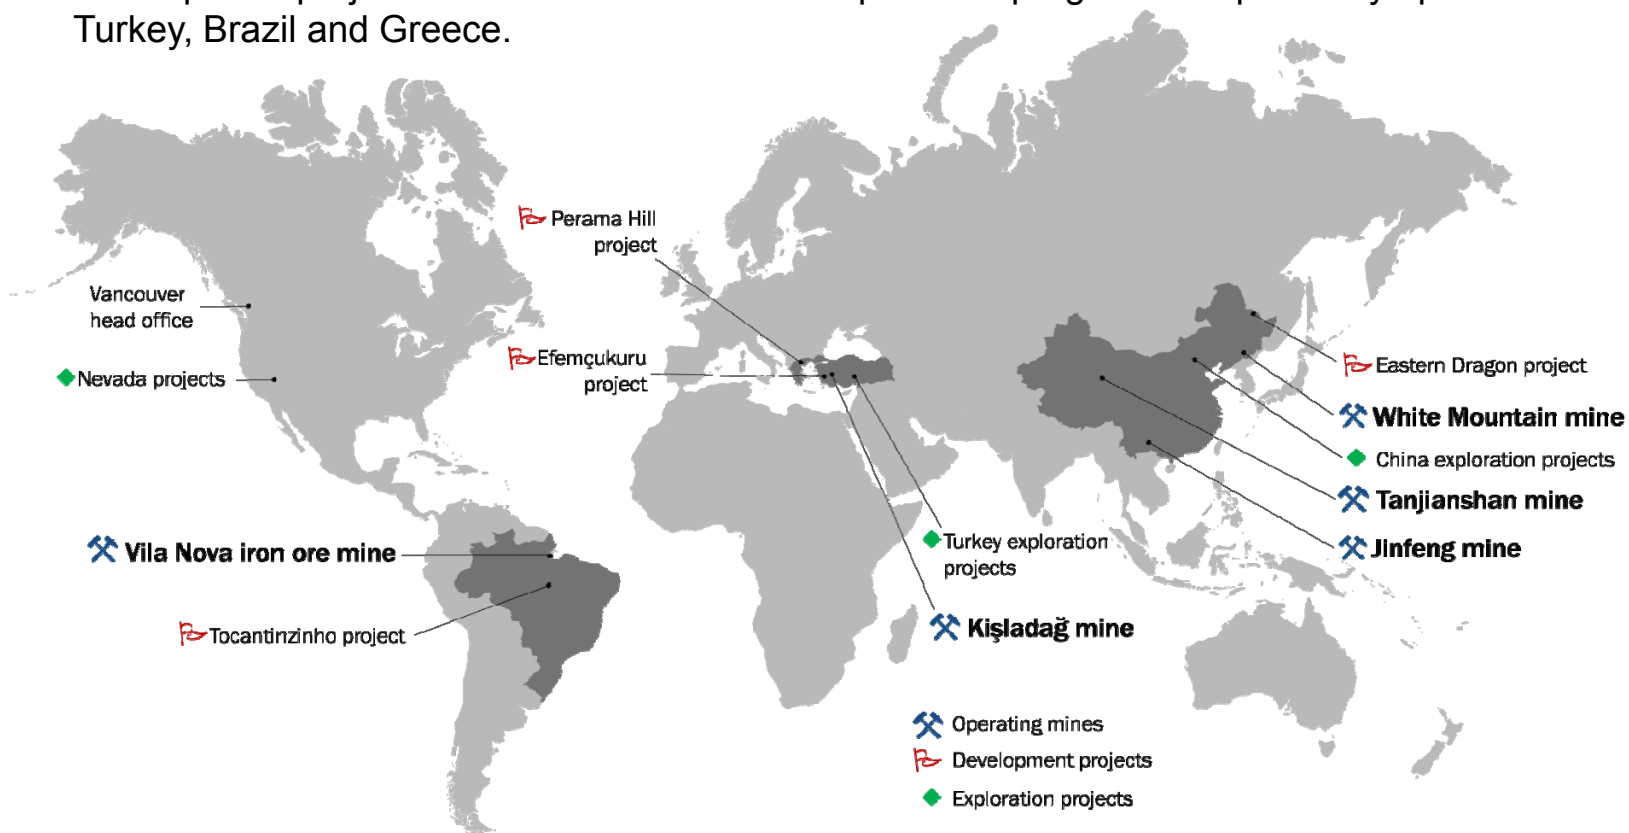 Turkey, Brazil and Greece.
Perama Hill
project
Vancouver
head office
Efemçukuru
project
Nevada projects
Eastern Dragon project
White Mountain mine
China exploration projects
Tanjianshan mine
Jinfeng mine
Turkey exploration
projects
Vila Nova iron ore mine
Kişladağ mine
Tocantinzinho project
Operating mines
Development projects
Exploration projects